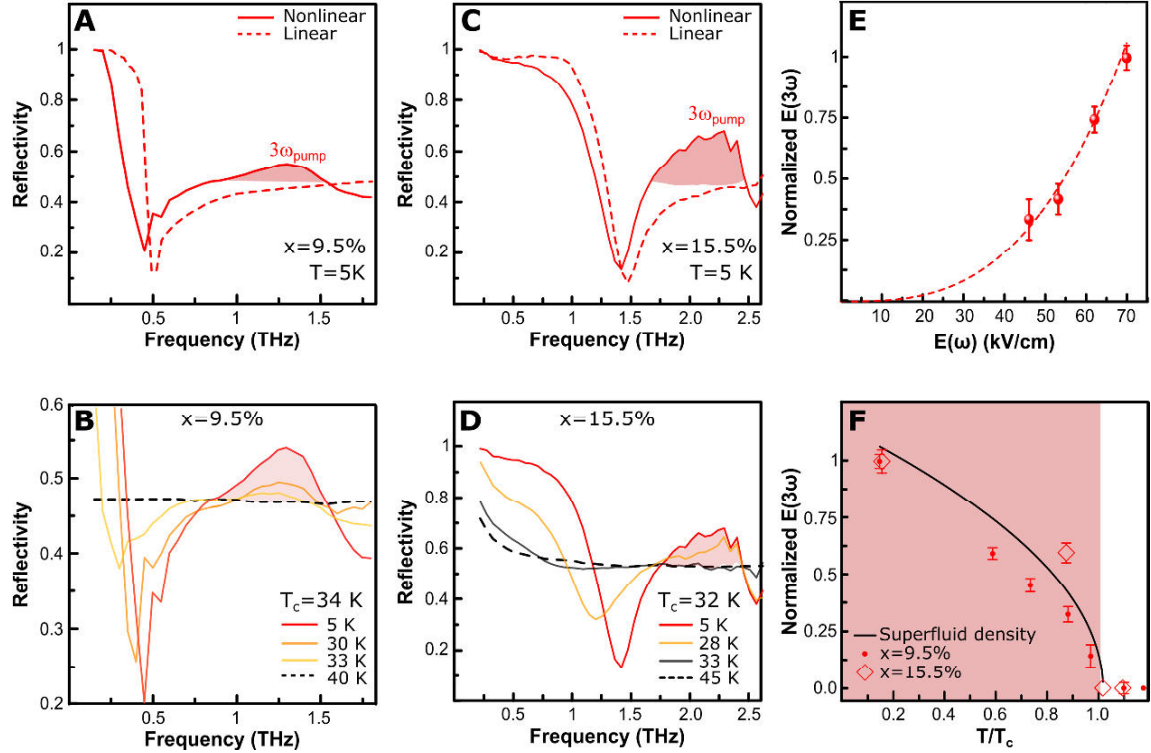 A
Nonlinear
Linear
1
0.8
0.6
0.4
0.2
Reflectivity
3ωpump
x=9.5%
T=5K
0.5
1
1.5
Frequency (THz)
C
Nonlinear
Linear
1
0.8
0.6
0.4
0.2
Reflectivity
3ωpump
x=15.5%
T=5 K
0.5
1.0
1.5
2.0
2.5
Frequency (THz)
E
1
0.75
0.5
0.25
Normalized E(3ω)
10
20
30
40
50
60
70
E(ω) (kV/cm)
B
x=9.5%
0.6
0.5
0.4
0.3
0.2
Reflectivity
Tc=34 K
5 K
30 K
33 K
40 K
0.5
1
1.5
Frequency (THz)
D
x=15.5%
1
0.8
0.6
0.4
0.2
Reflectivity
Tc=32 K
5 K
28 K
33 K
45 K
0.5
1.0
1.5
2.0
2.5
Frequency (THz)
F
1
0.75
0.5
0.25
0.0
Normalized E(3ω)
Superfluid density
x=9.5%
x=15.5%
0.2
0.4
0.6
0.8
1.0
T/Tc